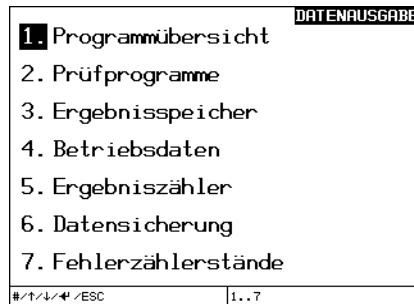 DATENAUSGABE
1. Programmübersicht
2. Prüfprogramme
3. Ergebnisspeicher
4. Betriebsdaten
5. Ergebniszähler
6. Datensicherung
7. Fehlerzählerstände
#/↑/↓/↵/ESC 1..7